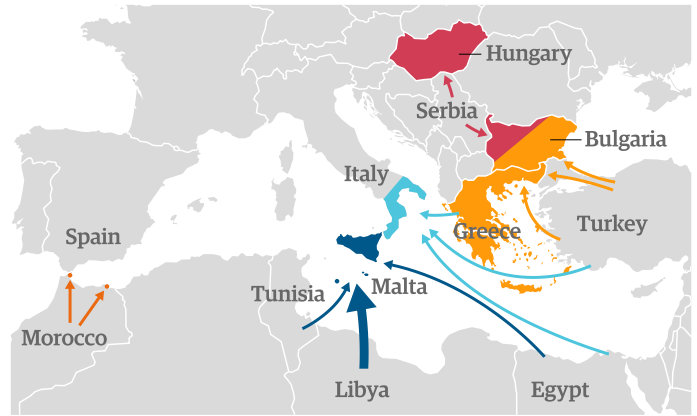 Hungary
Serbia
Bulgaria
Italy
Spain
Greece
Turkey
Tunisia
Malta
Morocco
Libya
Egypt